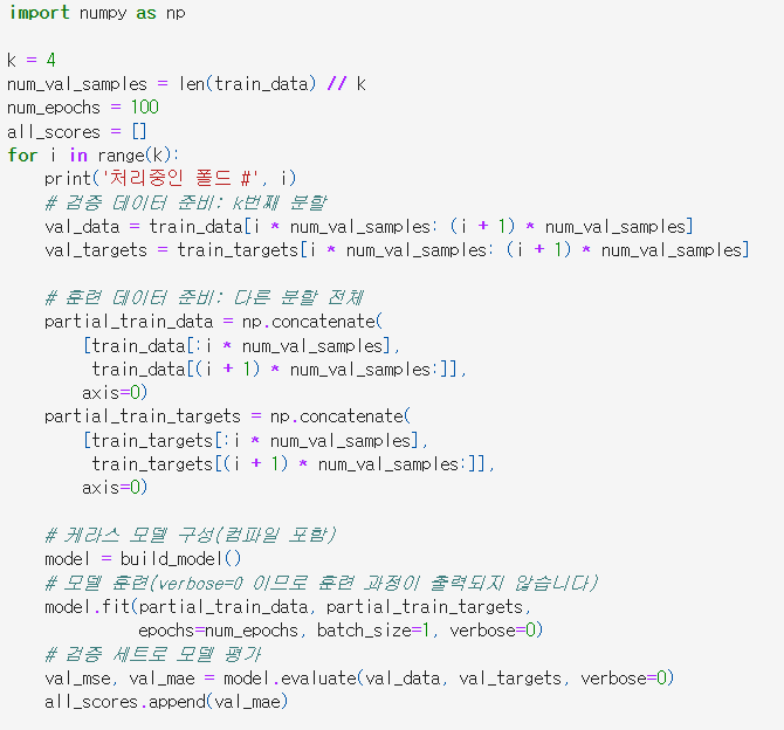 import numpy as np
k = 4
num_val_samples = len(train_data) // k
num_epochs = 100
all_scores = []
for i in range(k):
    print('처리중인 폴드 #', i)
    # 검증 데이터 준비: k번째 분할
    val_data = train_data[i * num_val_samples: (i + 1) * num_val_samples]
    val_targets = train_targets[i * num_val_samples: (i + 1) * num_val_samples]
    # 훈련 데이터 준비: 다른 분할 전체
    partial_train_data = np.concatenate(
        [train_data[:i * num_val_samples],
         train_data[(i + 1) * num_val_samples:]],
        axis=0)
    partial_train_targets = np.concatenate(
        [train_targets[:i * num_val_samples],
         train_targets[(i + 1) * num_val_samples:]],
        axis=0)
    # 케라스 모델 구성(컴파일 포함)
    model = build_model()
    # 모델 훈련(verbose=0 이므로 훈련 과정이 출력되지 않습니다)
    model.fit(partial_train_data, partial_train_targets,
              epochs=num_epochs, batch_size=1, verbose=0)
    # 검증 세트로 모델 평가
    val_mse, val_mae = model.evaluate(val_data, val_targets, verbose=0)
    all_scores.append(val_mae)